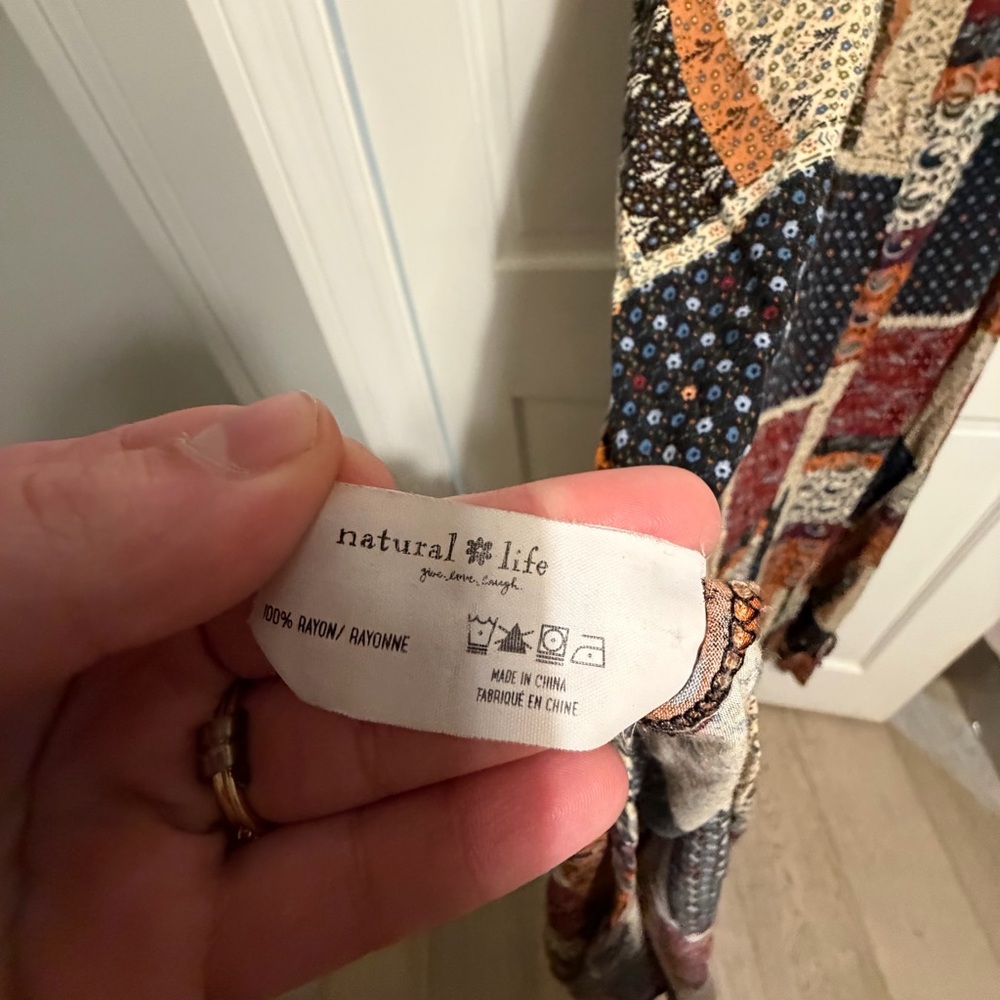 natural life
give. love. laugh.
100% RAYON/ RAYONNE
MADE IN CHINA
FABRIQUÉ EN CHINE